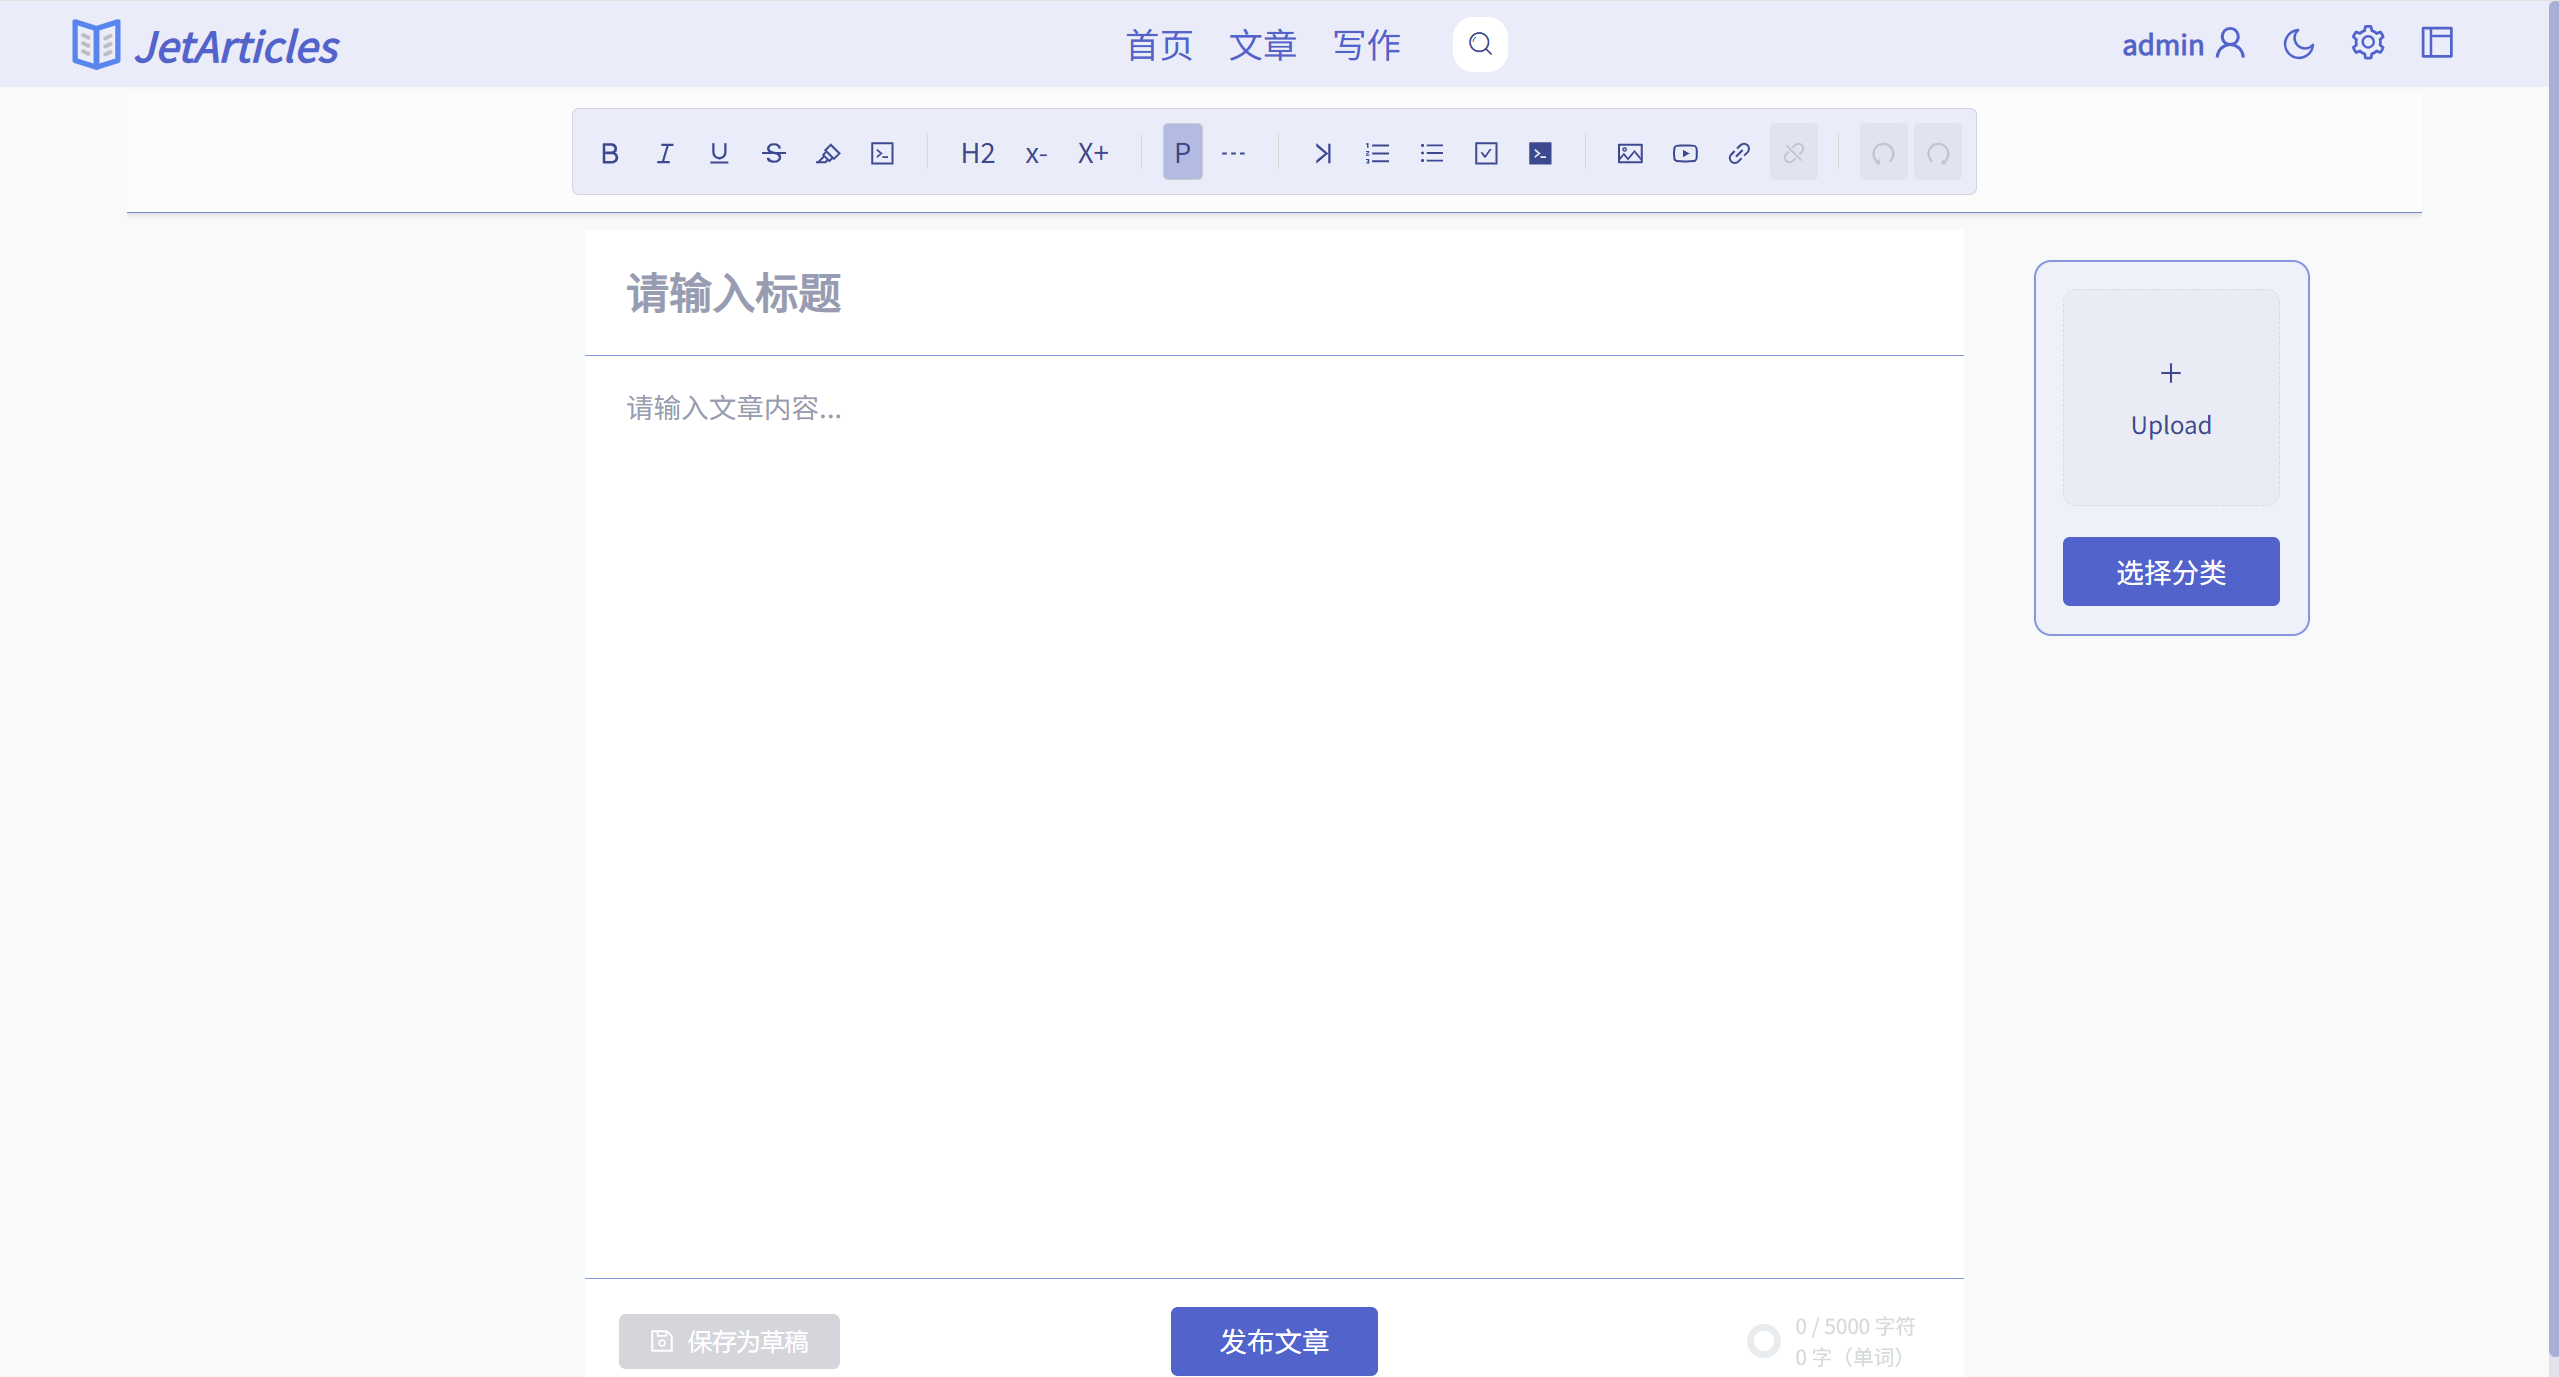 JetArticles
首页 文章 写作
admin
H2 x- X+ P
请输入标题
请输入文章内容...
Upload
选择分类
保存为草稿
发布文章
0 / 5000 字符
0 字（单词）